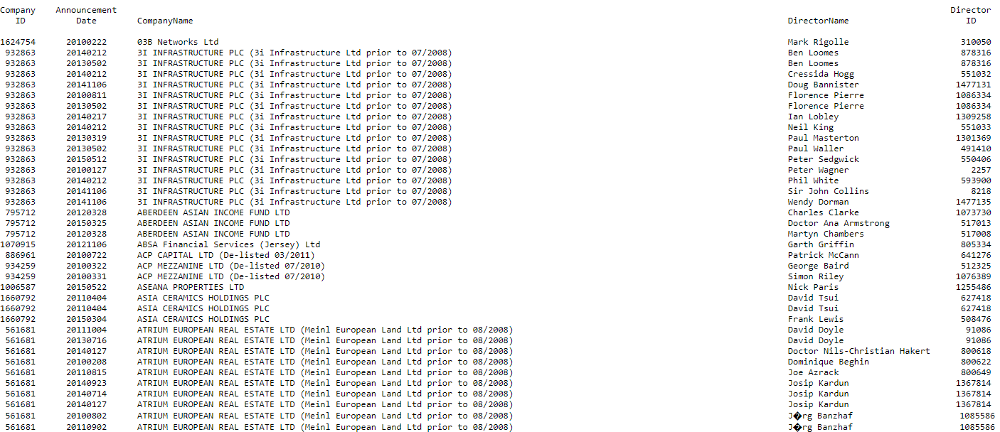 Company Announcement Director
ID Date CompanyName DirectorName ID
1624754 20100222 03B Networks Ltd Mark Rigolle 310050
932863 20140212 3I INFRASTRUCTURE PLC (3i Infrastructure Ltd prior to 07/2008) Ben Loomes 878316
932863 20130502 3I INFRASTRUCTURE PLC (3i Infrastructure Ltd prior to 07/2008) Ben Loomes 878316
932863 20140212 3I INFRASTRUCTURE PLC (3i Infrastructure Ltd prior to 07/2008) Cressida Hogg 551032
932863 20141106 3I INFRASTRUCTURE PLC (3i Infrastructure Ltd prior to 07/2008) Doug Bannister 1477131
932863 20100811 3I INFRASTRUCTURE PLC (3i Infrastructure Ltd prior to 07/2008) Florence Pierre 1086334
932863 20130502 3I INFRASTRUCTURE PLC (3i Infrastructure Ltd prior to 07/2008) Florence Pierre 1086334
932863 20140217 3I INFRASTRUCTURE PLC (3i Infrastructure Ltd prior to 07/2008) Ian Lobley 1309258
932863 20140212 3I INFRASTRUCTURE PLC (3i Infrastructure Ltd prior to 07/2008) Neil King 551033
932863 20130319 3I INFRASTRUCTURE PLC (3i Infrastructure Ltd prior to 07/2008) Paul Masterton 1301369
932863 20130502 3I INFRASTRUCTURE PLC (3i Infrastructure Ltd prior to 07/2008) Paul Waller 491410
932863 20150512 3I INFRASTRUCTURE PLC (3i Infrastructure Ltd prior to 07/2008) Peter Sedgwick 550406
932863 20100127 3I INFRASTRUCTURE PLC (3i Infrastructure Ltd prior to 07/2008) Peter Wagner 2257
932863 20140212 3I INFRASTRUCTURE PLC (3i Infrastructure Ltd prior to 07/2008) Phil White 593900
932863 20141106 3I INFRASTRUCTURE PLC (3i Infrastructure Ltd prior to 07/2008) Sir John Collins 8218
932863 20141106 3I INFRASTRUCTURE PLC (3i Infrastructure Ltd prior to 07/2008) Wendy Dorman 1477135
795712 20120328 ABERDEEN ASIAN INCOME FUND LTD Charles Clarke 1073730
795712 20150325 ABERDEEN ASIAN INCOME FUND LTD Doctor Ana Armstrong 517013
795712 20120328 ABERDEEN ASIAN INCOME FUND LTD Martyn Chambers 517008
1070915 20121106 ABSA Financial Services (Jersey) Ltd Garth Griffin 805334
886961 20100722 ACP CAPITAL LTD (De-listed 03/2011) Patrick McCann 641276
934259 20100322 ACP MEZZANINE LTD (De-listed 07/2010) George Baird 512325
934259 20100331 ACP MEZZANINE LTD (De-listed 07/2010) Simon Riley 1076389
1006587 20150522 ASEANA PROPERTIES LTD Nick Paris 1255486
1660792 20110404 ASIA CERAMICS HOLDINGS PLC David Tsui 627418
1660792 20110404 ASIA CERAMICS HOLDINGS PLC David Tsui 627418
1660792 20150304 ASIA CERAMICS HOLDINGS PLC Frank Lewis 508476
561681 20111004 ATRIUM EUROPEAN REAL ESTATE LTD (Meinl European Land Ltd prior to 08/2008) David Doyle 91086
561681 20130716 ATRIUM EUROPEAN REAL ESTATE LTD (Meinl European Land Ltd prior to 08/2008) David Doyle 91086
561681 20140127 ATRIUM EUROPEAN REAL ESTATE LTD (Meinl European Land Ltd prior to 08/2008) Doctor Nils-Christian Hakert 800618
561681 20100208 ATRIUM EUROPEAN REAL ESTATE LTD (Meinl European Land Ltd prior to 08/2008) Dominique Beghin 800622
561681 20110815 ATRIUM EUROPEAN REAL ESTATE LTD (Meinl European Land Ltd prior to 08/2008) Joe Azrack 800649
561681 20140923 ATRIUM EUROPEAN REAL ESTATE LTD (Meinl European Land Ltd prior to 08/2008) Josip Kardun 1367814
561681 20140714 ATRIUM EUROPEAN REAL ESTATE LTD (Meinl European Land Ltd prior to 08/2008) Josip Kardun 1367814
561681 20140127 ATRIUM EUROPEAN REAL ESTATE LTD (Meinl European Land Ltd prior to 08/2008) Josip Kardun 1367814
561681 20100802 ATRIUM EUROPEAN REAL ESTATE LTD (Meinl European Land Ltd prior to 08/2008) J�rg Banzhaf 1085586
561681 20110902 ATRIUM EUROPEAN REAL ESTATE LTD (Meinl European Land Ltd prior to 08/2008) J�rg Banzhaf 1085586